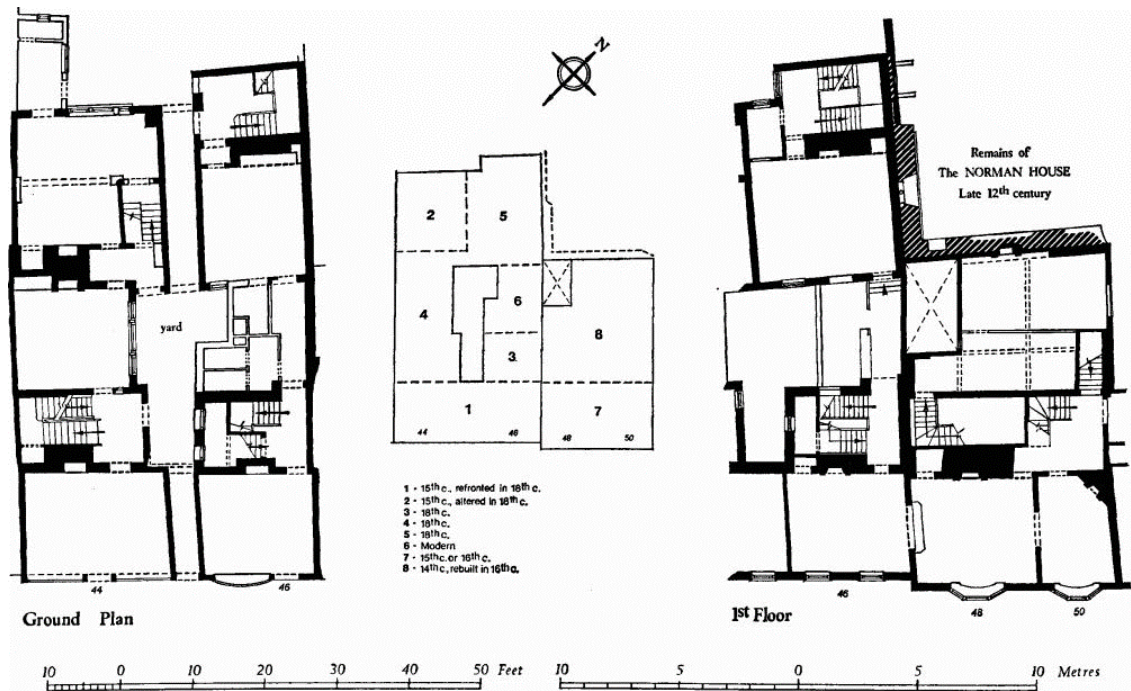 N
Remains of
The NORMAN HOUSE
Late 12th century
2
5
4
6
8
3
1
7
44
46
48
50
yard
1 - 15th c., refronted in 18th c.
2 - 15th c., altered in 18th c.
3 - 18th c.
4 - 18th c.
5 - 18th c.
6 - Modern
7 - 15th c. or 16th c.
8 - 14th c., rebuilt in 16th c.
44
46
46
48
50
Ground Plan
1st Floor
10 0 10 20 30 40 50 Feet
10 5 0 5 10 Metres